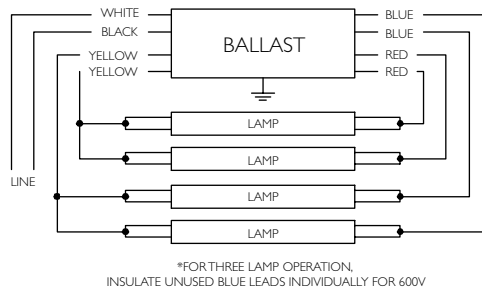 WHITE
BLUE
BLACK
BLUE
BALLAST
YELLOW
RED
YELLOW
RED
LAMP
LAMP
LINE
LAMP
LAMP
*FOR THREE LAMP OPERATION,
INSULATE UNUSED BLUE LEADS INDIVIDUALLY FOR 600V